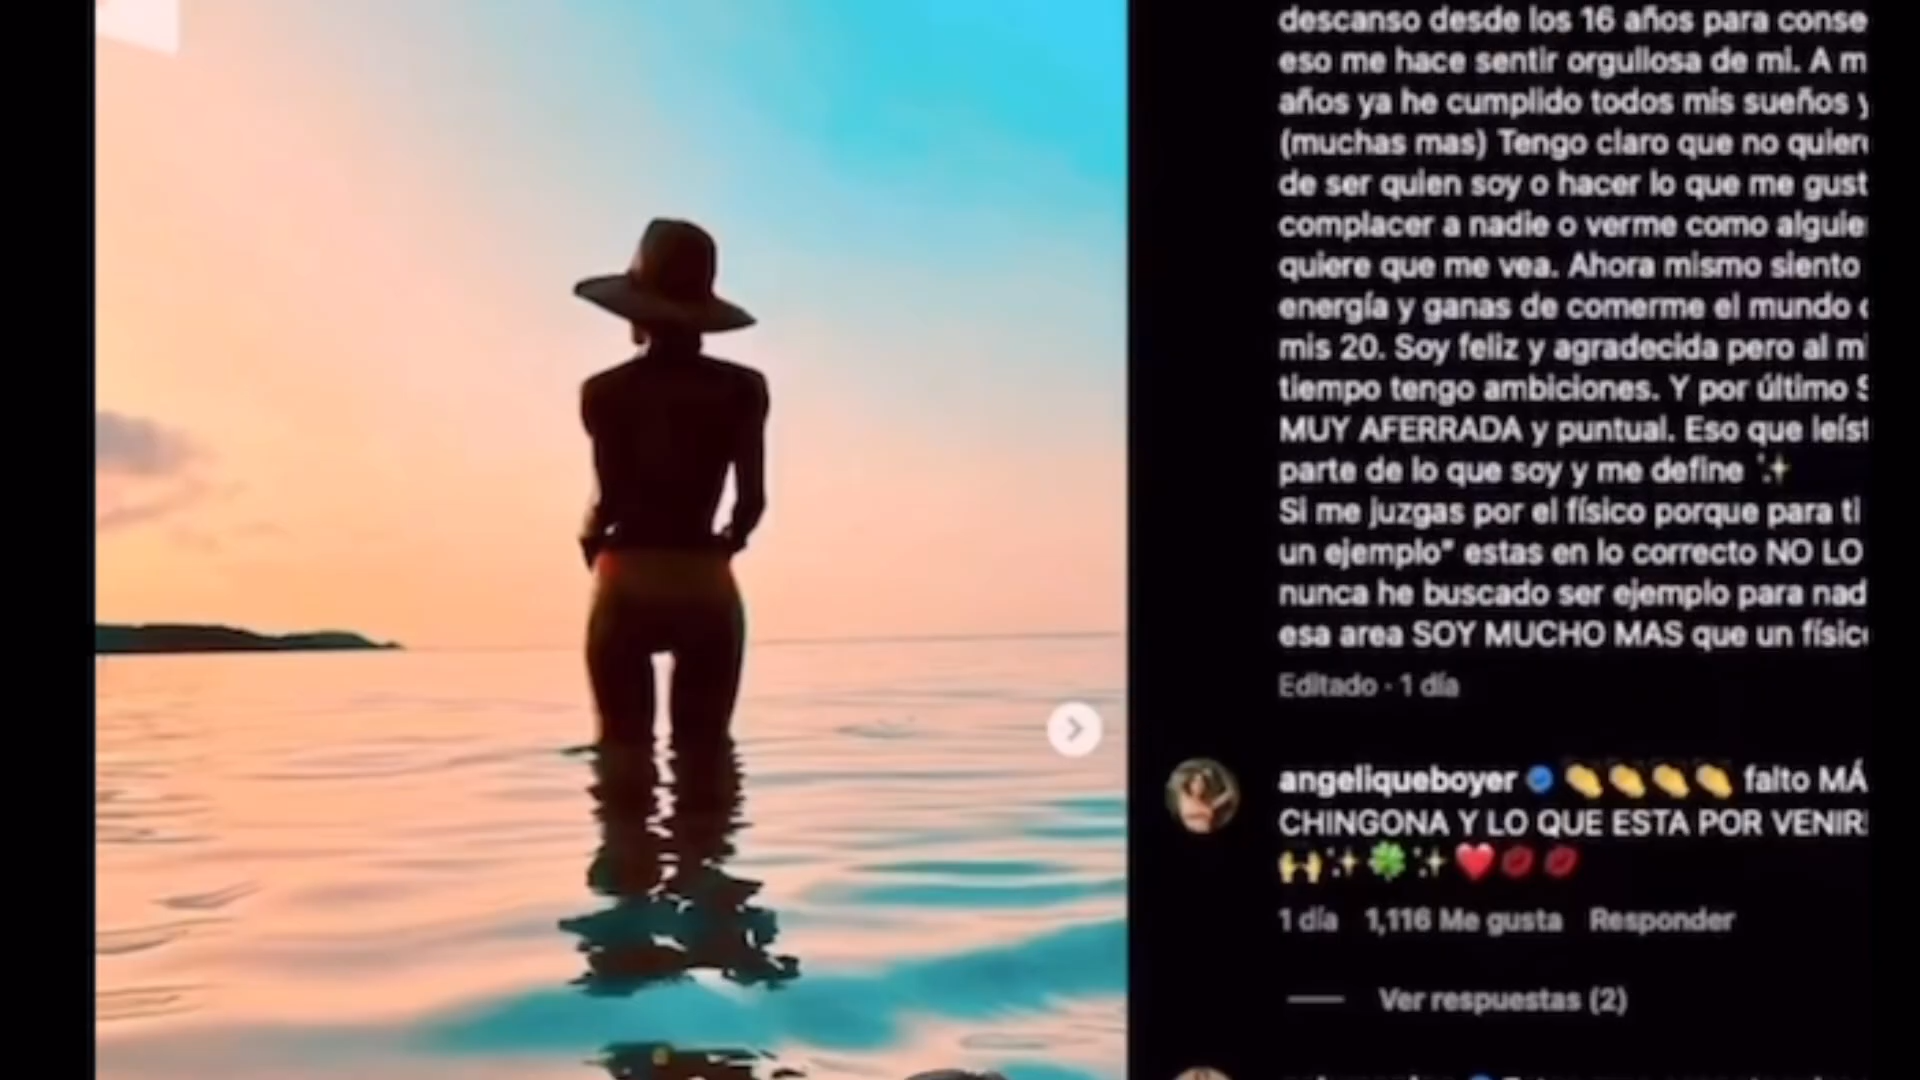 descanso desde los 16 años para conse
eso me hace sentir orgullosa de mi. A m
años ya he cumplido todos mis sueños y
(muchas mas) Tengo claro que no quier
de ser quien soy o hacer lo que me gust
complacer a nadie o verme como alguie
quiere que me vea. Ahora mismo siento
energía y ganas de comerme el mundo
mis 20. Soy feliz y agradecida pero al m
tiempo tengo ambiciones. Y por último S
MUY AFERRADA y puntual. Eso que leíst
parte de lo que soy y me define ✨
Si me juzgas por el físico porque para ti
un ejemplo" estas en lo correcto NO LO
nunca he buscado ser ejemplo para nad
esa area SOY MUCHO MAS que un físic
Editado · 1 día
angeliqueboyer 👏👏👏👏 falto MÁ
CHINGONA Y LO QUE ESTA POR VENIR!
🙌✨🍀✨❤️💋💋
1 día 1,116 Me gusta Responder
Ver respuestas (2)